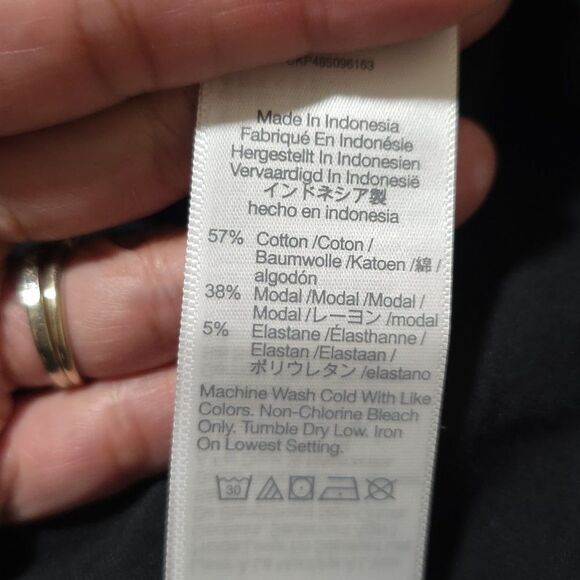 Made In Indonesia
Fabriqué En Indonésie
Hergestellt In Indonesien
Vervaardigd In Indonesië
インドネシア製
hecho en indonesia
57% Cotton /Coton /
Baumwolle /Katoen /綿 /
algodón
38% Modal /Modal /Modal /
Modal /レーヨン /modal
5% Elastane /Élasthanne /
Elastan /Elastaan /
ポリウレタン /elastano
Machine Wash Cold With Like
Colors. Non-Chlorine Bleach
Only. Tumble Dry Low. Iron
On Lowest Setting.
30